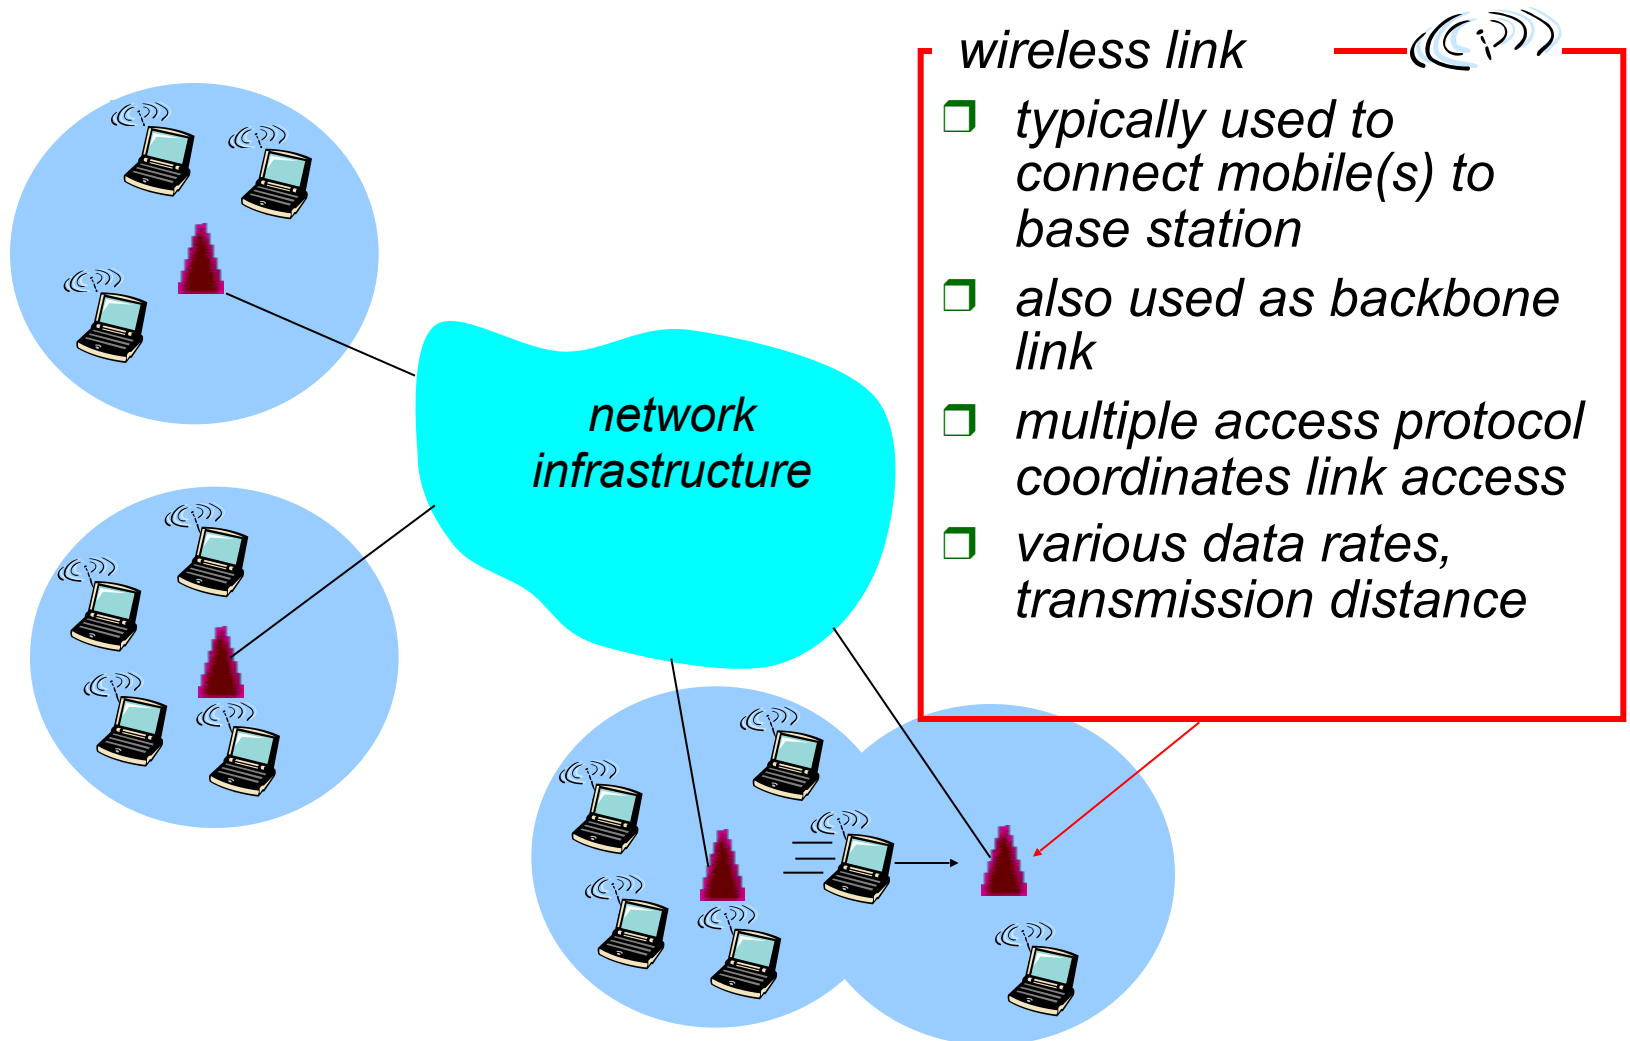 wireless link
typically used to
connect mobile(s) to
base station
also used as backbone
link
multiple access protocol
coordinates link access
various data rates,
transmission distance
network
infrastructure